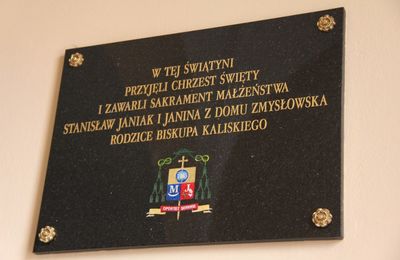 W TEJ ŚWIĄTYNI
PRZYJĘLI CHRZEST ŚWIĘTY
I ZAWARLI SAKRAMENT MAŁŻEŃSTWA
STANISŁAW JANIAK I JANINA Z DOMU ZMYSŁOWSKA
RODZICE BISKUPA KALISKIEGO